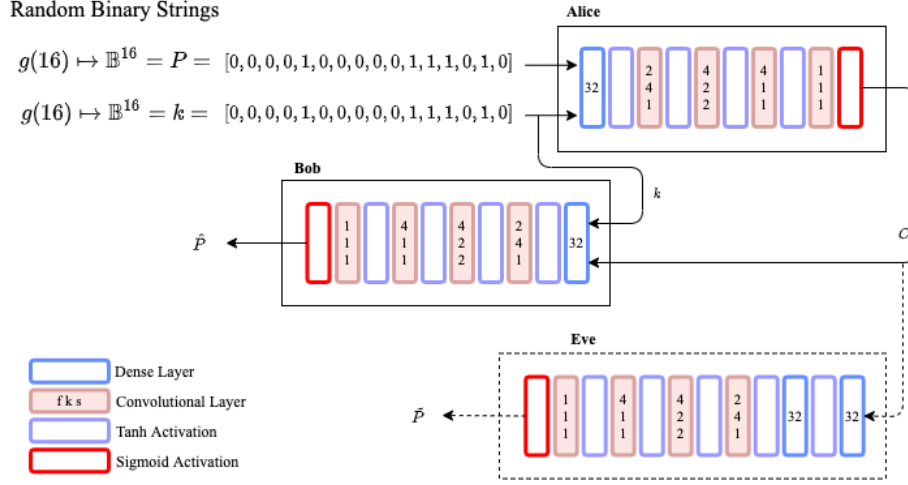 Random Binary Strings
Alice
g(16) ↦ 𝔹¹⁶ = P = [0, 0, 0, 0, 1, 0, 0, 0, 0, 0, 1, 1, 1, 0, 1, 0]
g(16) ↦ 𝔹¹⁶ = k = [0, 0, 0, 0, 1, 0, 0, 0, 0, 0, 1, 1, 1, 0, 1, 0]
32
2 4 4 1
4 2 1 1
1 2 1 1
Bob
k
1 4 4 2
1 1 2 4
1 1 2 1
32
P̂
C
Eve
1 4 4 2
1 1 2 4
1 1 2 1
32
32
P̃
Dense Layer
f k s Convolutional Layer
Tanh Activation
Sigmoid Activation